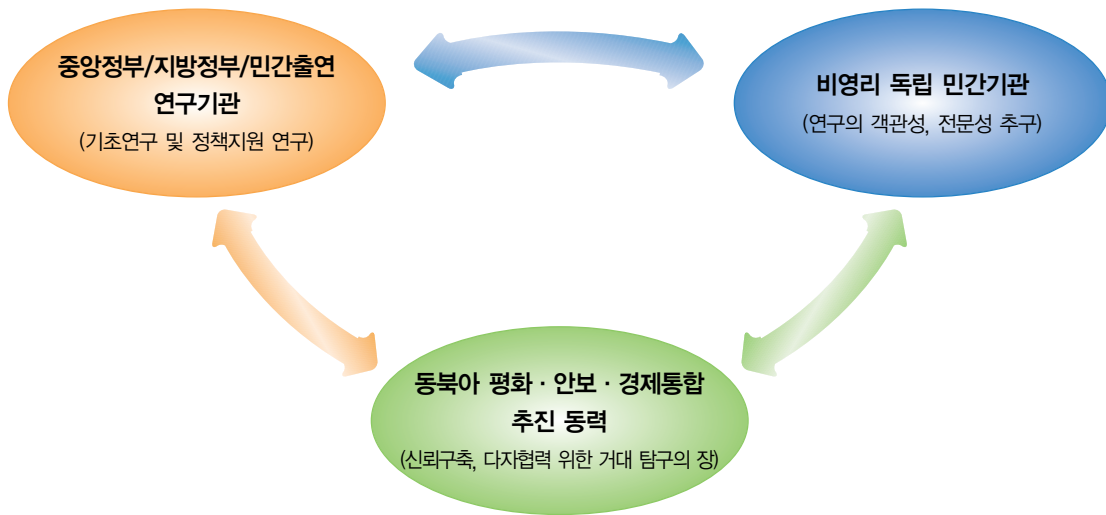 중앙정부/지방정부/민간출연
연구기관
(기초연구 및 정책지원 연구)
비영리 독립 민간기관
(연구의 객관성, 전문성 추구)
동북아 평화 · 안보 · 경제통합
추진 동력
(신뢰구축, 다자협력 위한 거대 탐구의 장)